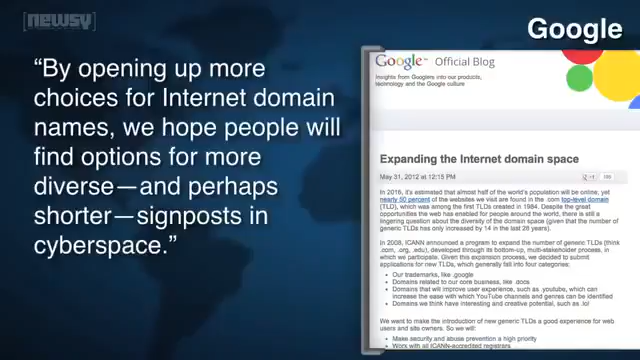 newsy
Google
“By opening up more
choices for Internet domain
names, we hope people will
find options for more
diverse—and perhaps
shorter—signposts in
cyberspace.”
Google Official Blog
Insights from Googlers into our products,
technology and the Google culture
Expanding the Internet domain space
May 31, 2012 at 12:15 PM
In 2016, it's estimated that almost half of the world's population will be online; yet
nearly 50 percent of the websites we visit are found in the .com top-level domain
(TLD), which was among the first TLDs created in 1984. Despite the great
opportunities the web has enabled for people around the world, there is still a
lingering question about the diversity of the domain space (given that the number of
generic TLDs has only increased by 14 in the last 28 years).
In 2008, ICANN announced a program to expand the number of generic TLDs (think
.com, .org, .edu), developed through its bottom-up, multi-stakeholder process, in
which we participate. Given this expansion process, we decided to submit
applications for new TLDs, which generally fall into four categories:
• Our trademarks, like .google
• Domains related to our core business, like .docs
• Domains that will improve user experience, such as .youtube, which can
increase the ease with which YouTube channels and genres can be identified
• Domains we think have interesting and creative potential, such as .lol
We want to make the introduction of new generic TLDs a good experience for web
users and site owners. So we will:
• Make security and abuse prevention a high priority
• Work with all ICANN-accredited registrars